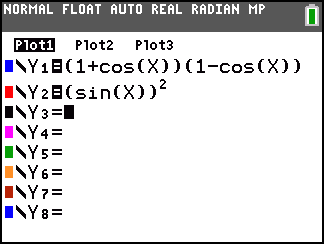 NORMAL FLOAT AUTO REAL RADIAN MP
Plot1 Plot2 Plot3
\Y₁=(1+cos(X))(1-cos(X))
\Y₂=(sin(X))²
\Y₃=
\Y₄=
\Y₅=
\Y₆=
\Y₇=
\Y₈=